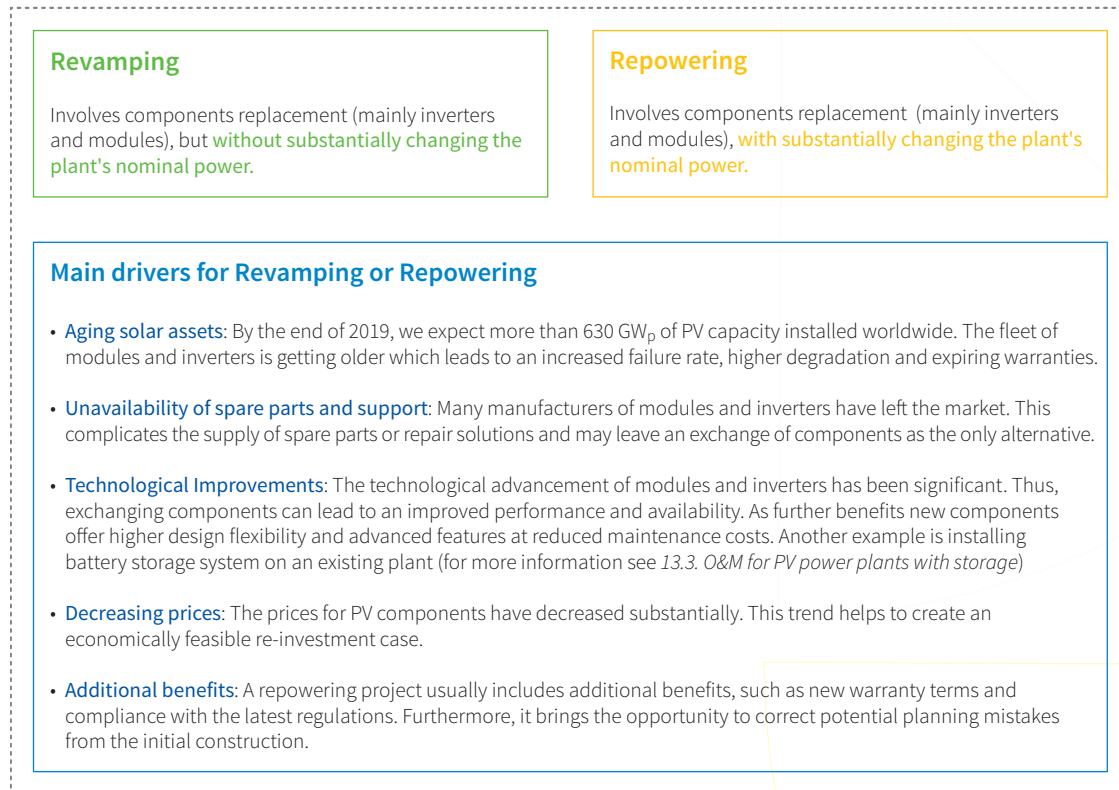 Revamping
Involves components replacement (mainly inverters
and modules), but without substantially changing the
plant's nominal power.
Repowering
Involves components replacement (mainly inverters
and modules), with substantially changing the plant's
nominal power.
Main drivers for Revamping or Repowering
• Aging solar assets: By the end of 2019, we expect more than 630 GWp of PV capacity installed worldwide. The fleet of
modules and inverters is getting older which leads to an increased failure rate, higher degradation and expiring warranties.
• Unavailability of spare parts and support: Many manufacturers of modules and inverters have left the market. This
complicates the supply of spare parts or repair solutions and may leave an exchange of components as the only alternative.
• Technological Improvements: The technological advancement of modules and inverters has been significant. Thus,
exchanging components can lead to an improved performance and availability. As further benefits new components
offer higher design flexibility and advanced features at reduced maintenance costs. Another example is installing
battery storage system on an existing plant (for more information see 13.3. O&M for PV power plants with storage)
• Decreasing prices: The prices for PV components have decreased substantially. This trend helps to create an
economically feasible re-investment case.
• Additional benefits: A repowering project usually includes additional benefits, such as new warranty terms and
compliance with the latest regulations. Furthermore, it brings the opportunity to correct potential planning mistakes
from the initial construction.